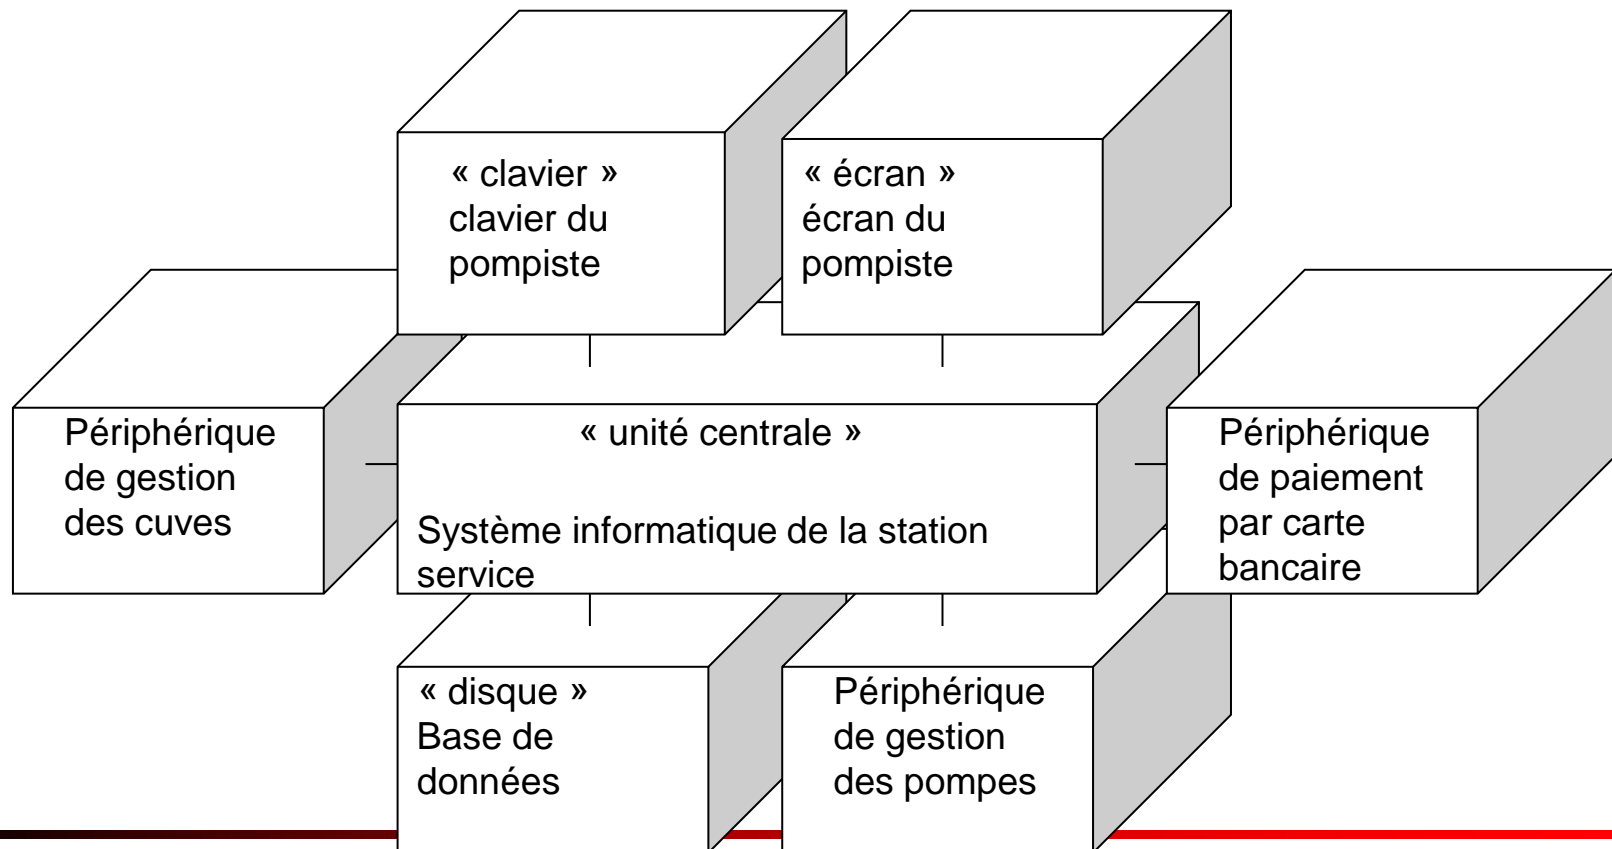 « clavier »
clavier du
pompiste
« écran »
écran du
pompiste
Périphérique
de gestion
des cuves
« unité centrale »
Système informatique de la station
service
Périphérique
de paiement
par carte
bancaire
« disque »
Base de
données
Périphérique
de gestion
des pompes